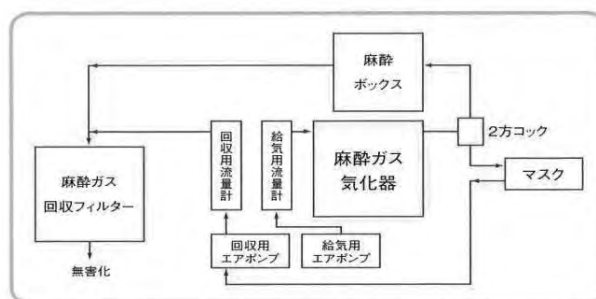 麻酔
ボックス
2方コック
回収用流量計
給気用流量計
麻酔ガス
気化器
マスク
麻酔ガス
回収フィルター
回収用
エアポンプ
給気用
エアポンプ
無害化